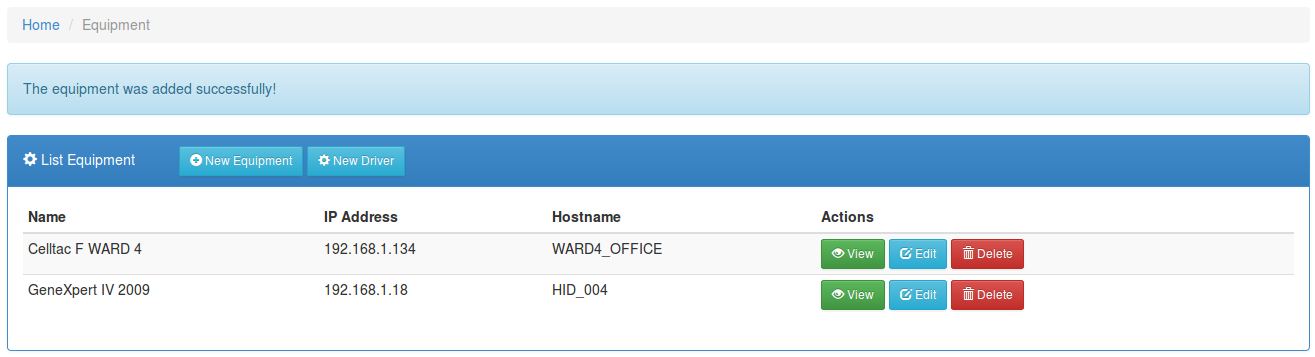 Home / Equipment
The equipment was added successfully!
List Equipment New Equipment New Driver
Name IP Address Hostname Actions
Celltac F WARD 4 192.168.1.134 WARD4_OFFICE View Edit Delete
GeneXpert IV 2009 192.168.1.18 HID_004 View Edit Delete